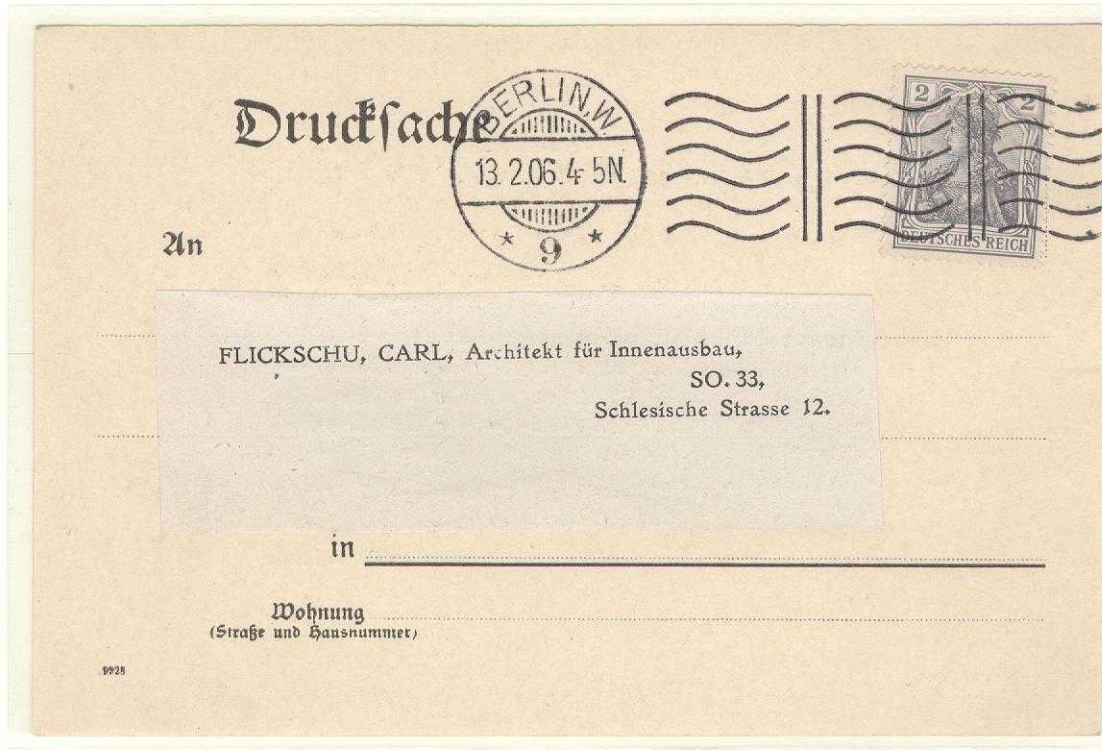 Drucksache
BERLIN.W.
13.2.06.4-5N.
* 9 *
2 2
DEUTSCHES REICH
An
FLICKSCHU, CARL, Architekt für Innenausbau,
SO. 33,
Schlesische Strasse 12.
in
Wohnung
(Straße und Hausnummer)
9928